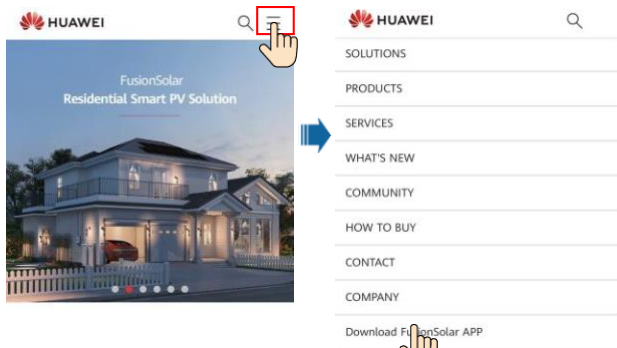 HUAWEI
FusionSolar
Residential Smart PV Solution
HUAWEI
SOLUTIONS
PRODUCTS
SERVICES
WHAT'S NEW
COMMUNITY
HOW TO BUY
CONTACT
COMPANY
Download FusionSolar APP